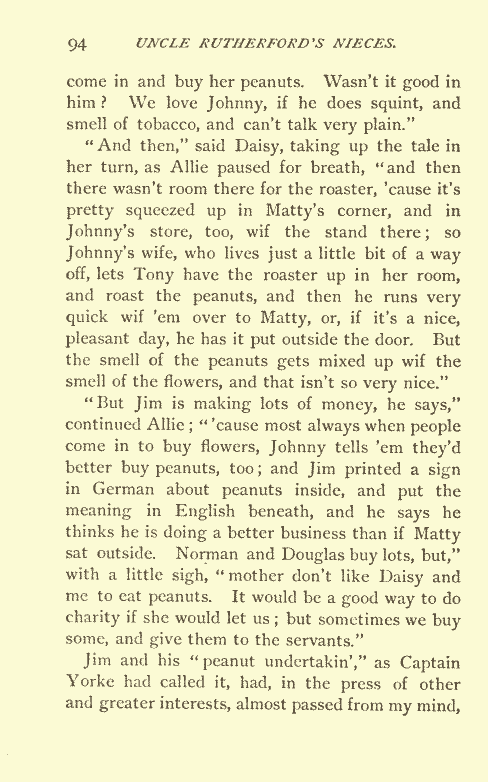 94 UNCLE RUTHERFORD'S NIECES.
come in and buy her peanuts. Wasn't it good in
him? We love Johnny, if he does squint, and
smell of tobacco, and can't talk very plain."
"And then," said Daisy, taking up the tale in
her turn, as Allie paused for breath, "and then
there wasn't room there for the roaster, 'cause it's
pretty squeezed up in Matty's corner, and in
Johnny's store, too, wif the stand there; so
Johnny's wife, who lives just a little bit of a way
off, lets Tony have the roaster up in her room,
and roast the peanuts, and then he runs very
quick wif 'em over to Matty, or, if it's a nice,
pleasant day, he has it put outside the door. But
the smell of the peanuts gets mixed up wif the
smell of the flowers, and that isn't so very nice."
"But Jim is making lots of money, he says,"
continued Allie; "'cause most always when people
come in to buy flowers, Johnny tells 'em they'd
better buy peanuts, too; and Jim printed a sign
in German about peanuts inside, and put the
meaning in English beneath, and he says he
thinks he is doing a better business than if Matty
sat outside. Norman and Douglas buy lots, but,"
with a little sigh, "mother don't like Daisy and
me to eat peanuts. It would be a good way to do
charity if she would let us; but sometimes we buy
some, and give them to the servants."
Jim and his "peanut undertakin'," as Captain
Yorke had called it, had, in the press of other
and greater interests, almost passed from my mind,